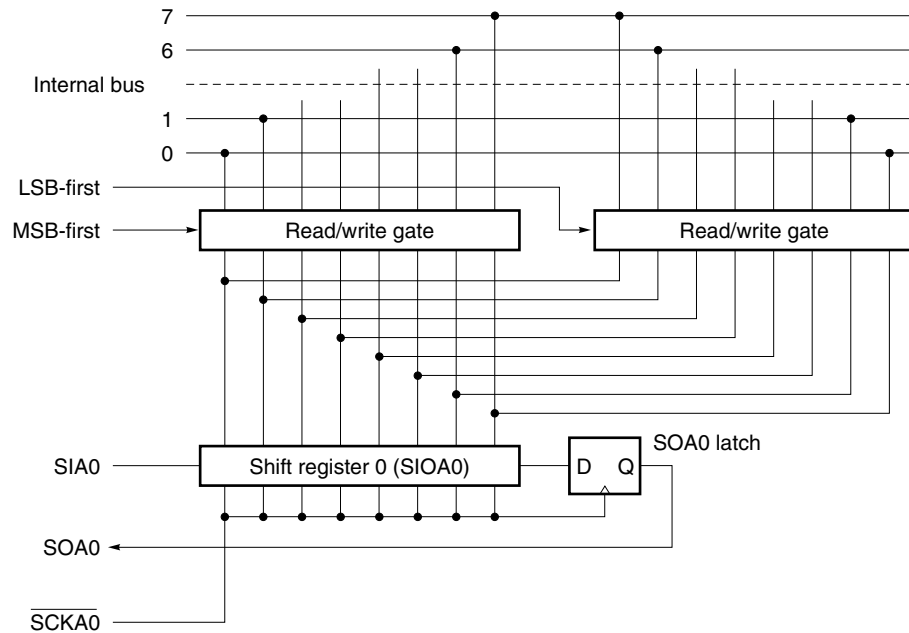 7
6
Internal bus
1
0
LSB-first
MSB-first
Read/write gate
Read/write gate
SOA0 latch
SIA0
Shift register 0 (SIOA0)
D
Q
SOA0
SCKA0